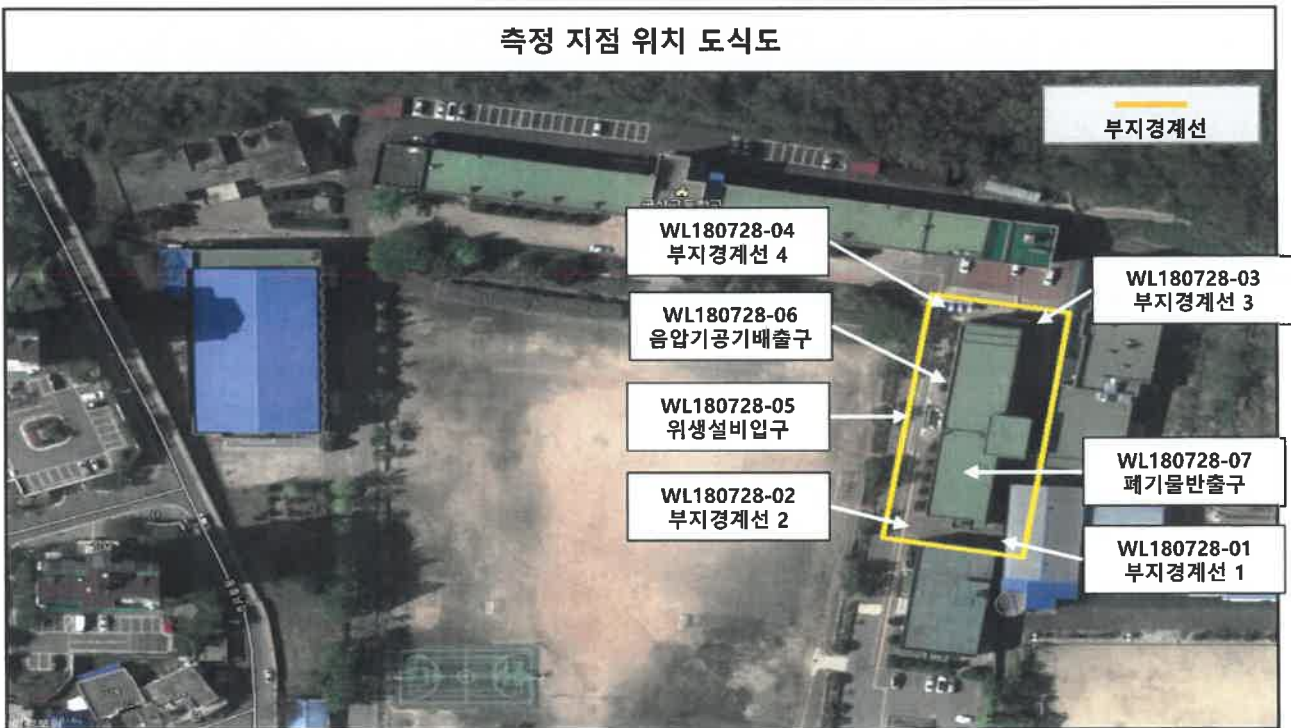 측정 지점 위치 도식도
부지경계선
WL180728-04
부지경계선 4
WL180728-03
부지경계선 3
WL180728-06
음압기공기배출구
WL180728-05
위생설비입구
WL180728-07
폐기물반출구
WL180728-02
부지경계선 2
WL180728-01
부지경계선 1